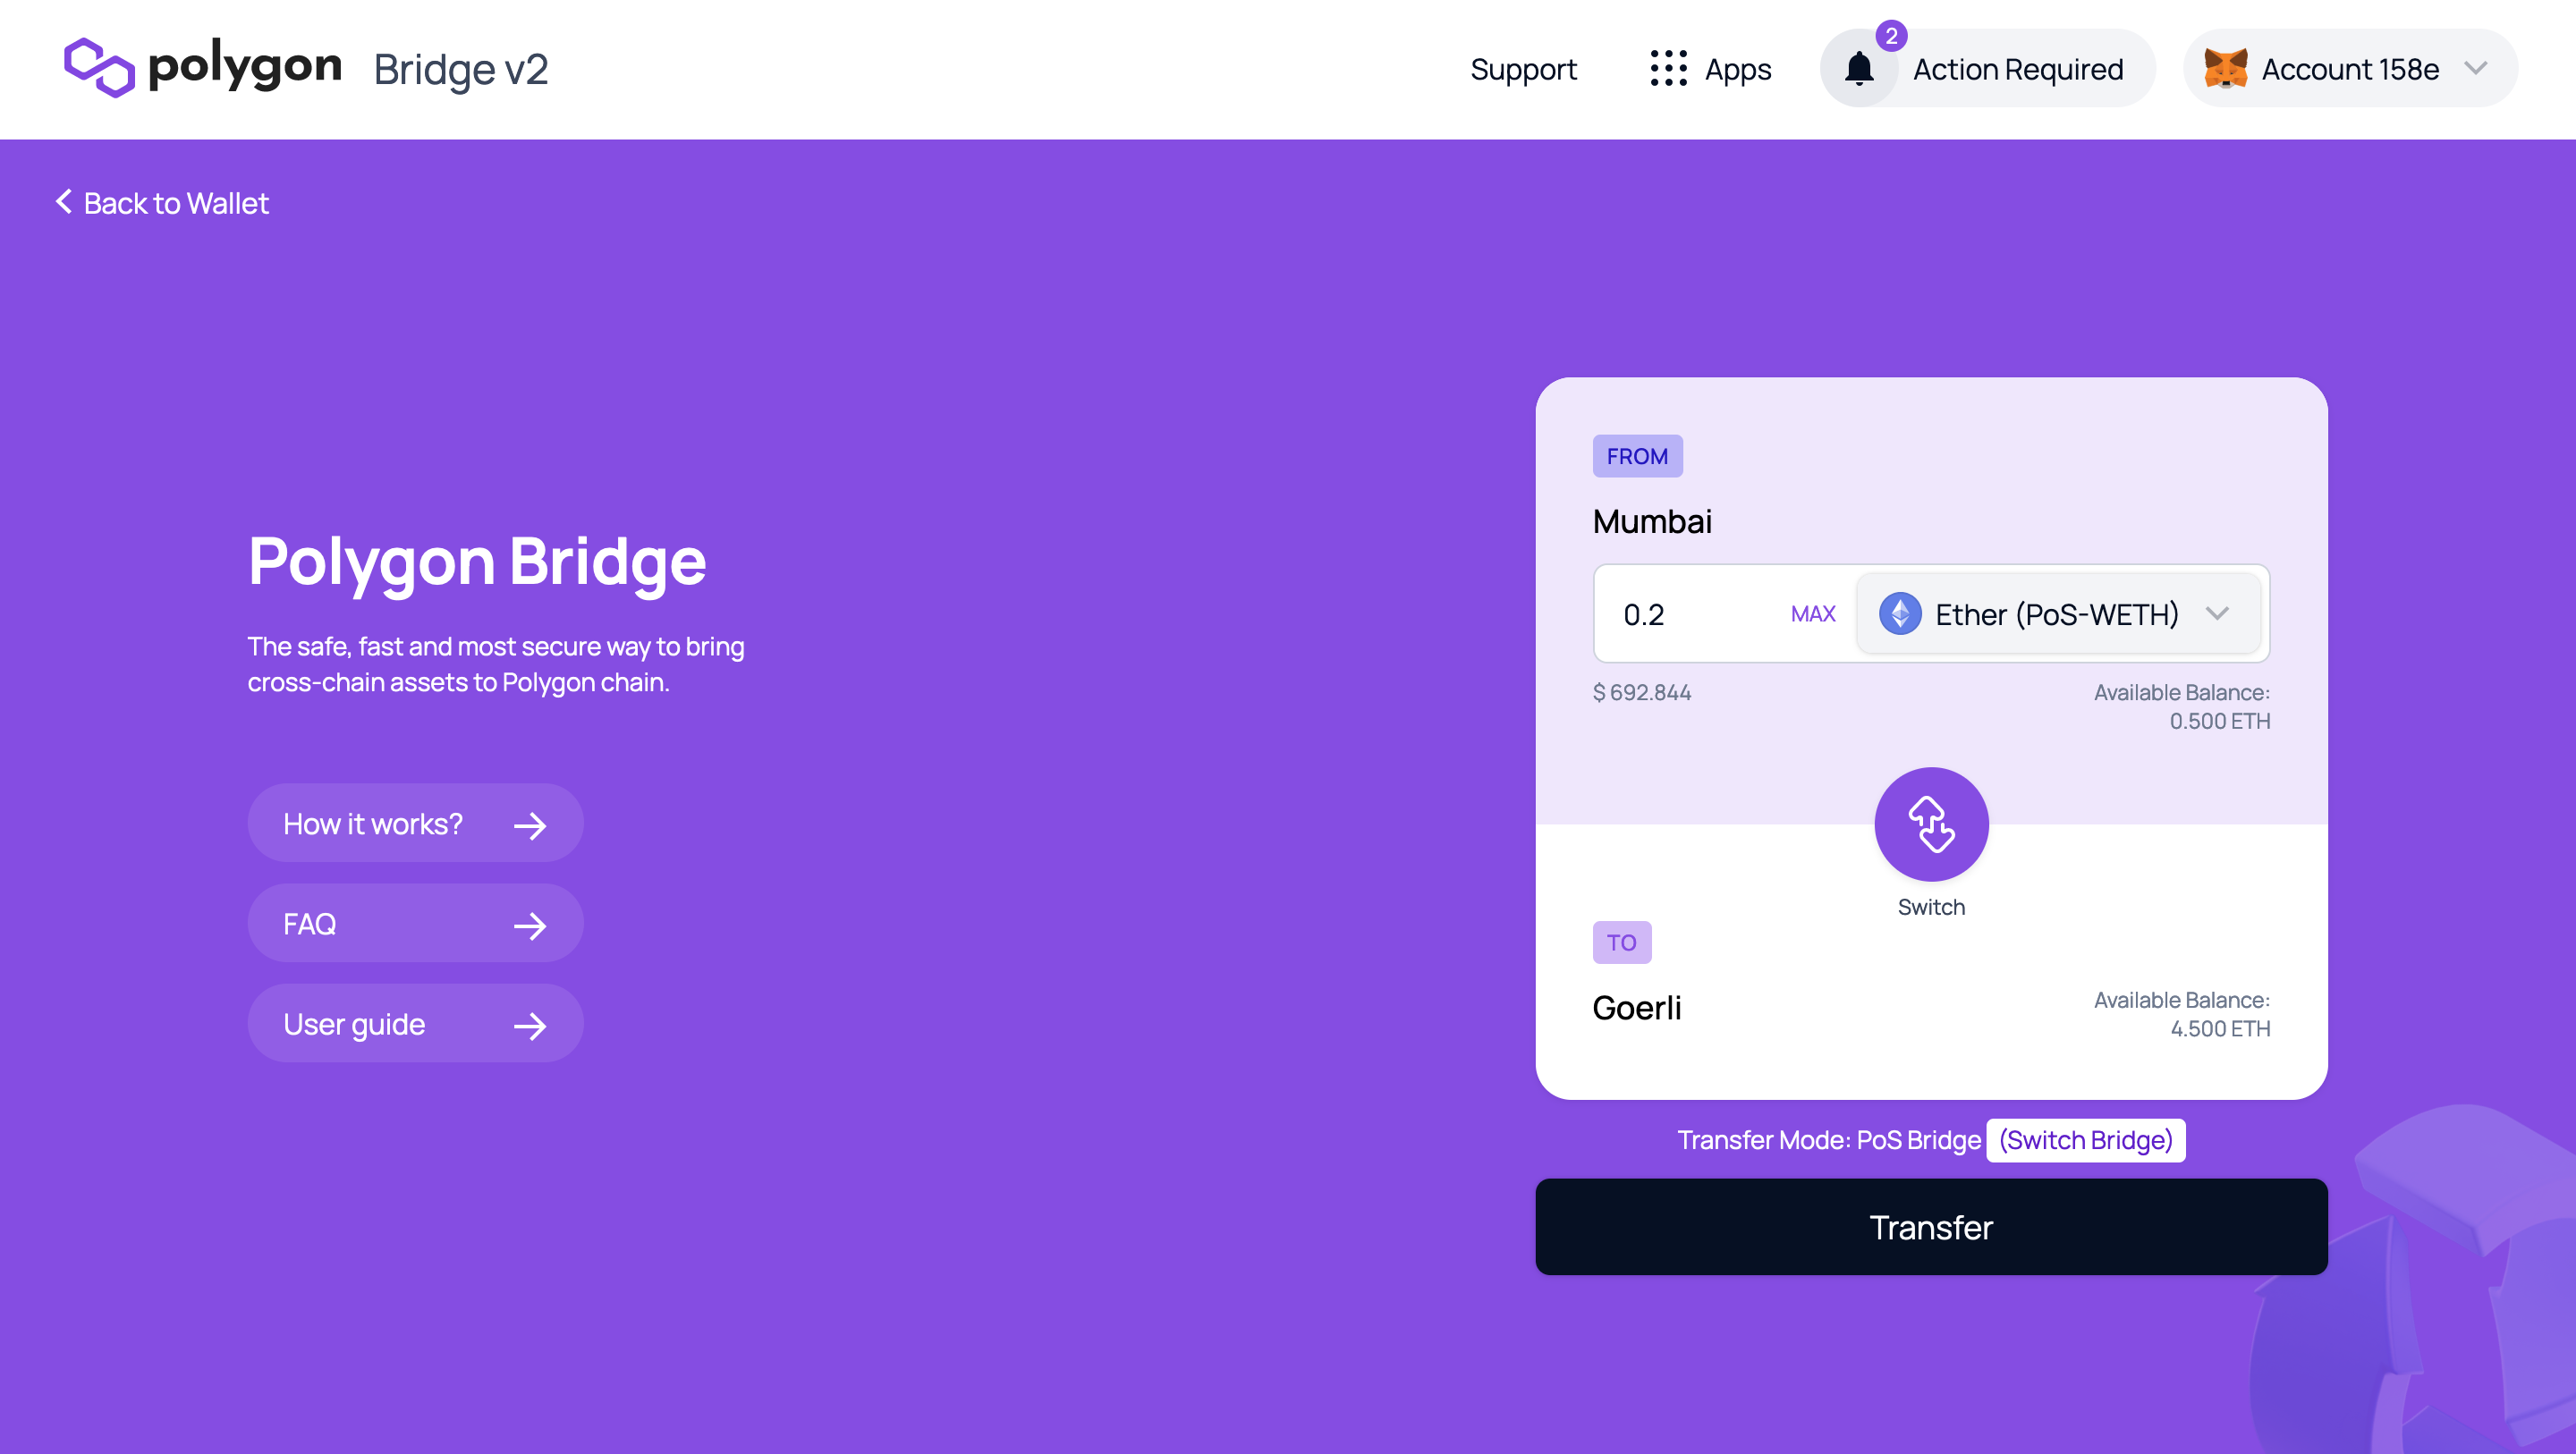 polygon Bridge v2
Support
Apps
2
Action Required
Account 158e
Back to Wallet
Polygon Bridge
The safe, fast and most secure way to bring
cross-chain assets to Polygon chain.
How it works?
FAQ
User guide
FROM
Mumbai
0.2 MAX Ether (PoS-WETH)
$ 692.844
Available Balance:
0.500 ETH
Switch
TO
Goerli
Available Balance:
4.500 ETH
Transfer Mode: PoS Bridge (Switch Bridge)
Transfer